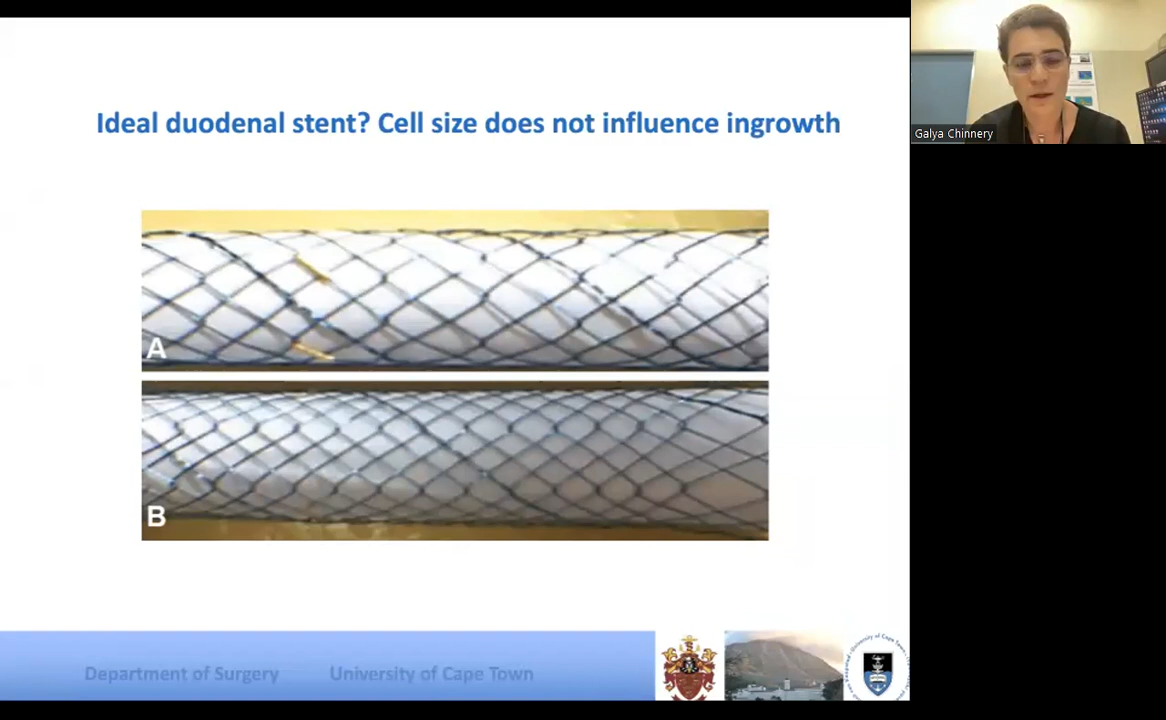 Ideal duodenal stent? Cell size does not influence ingrowth
Galya Chinnery
A
B
Department of Surgery University of Cape Town